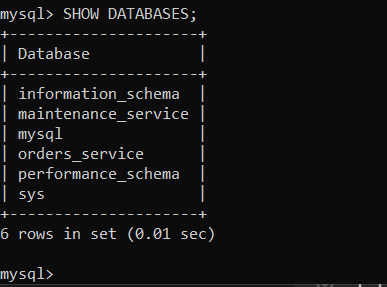 mysql> SHOW DATABASES;
+--------------------+
| Database           |
+--------------------+
| information_schema |
| maintenance_service |
| mysql              |
| orders_service     |
| performance_schema |
| sys                |
+--------------------+
6 rows in set (0.01 sec)
mysql>